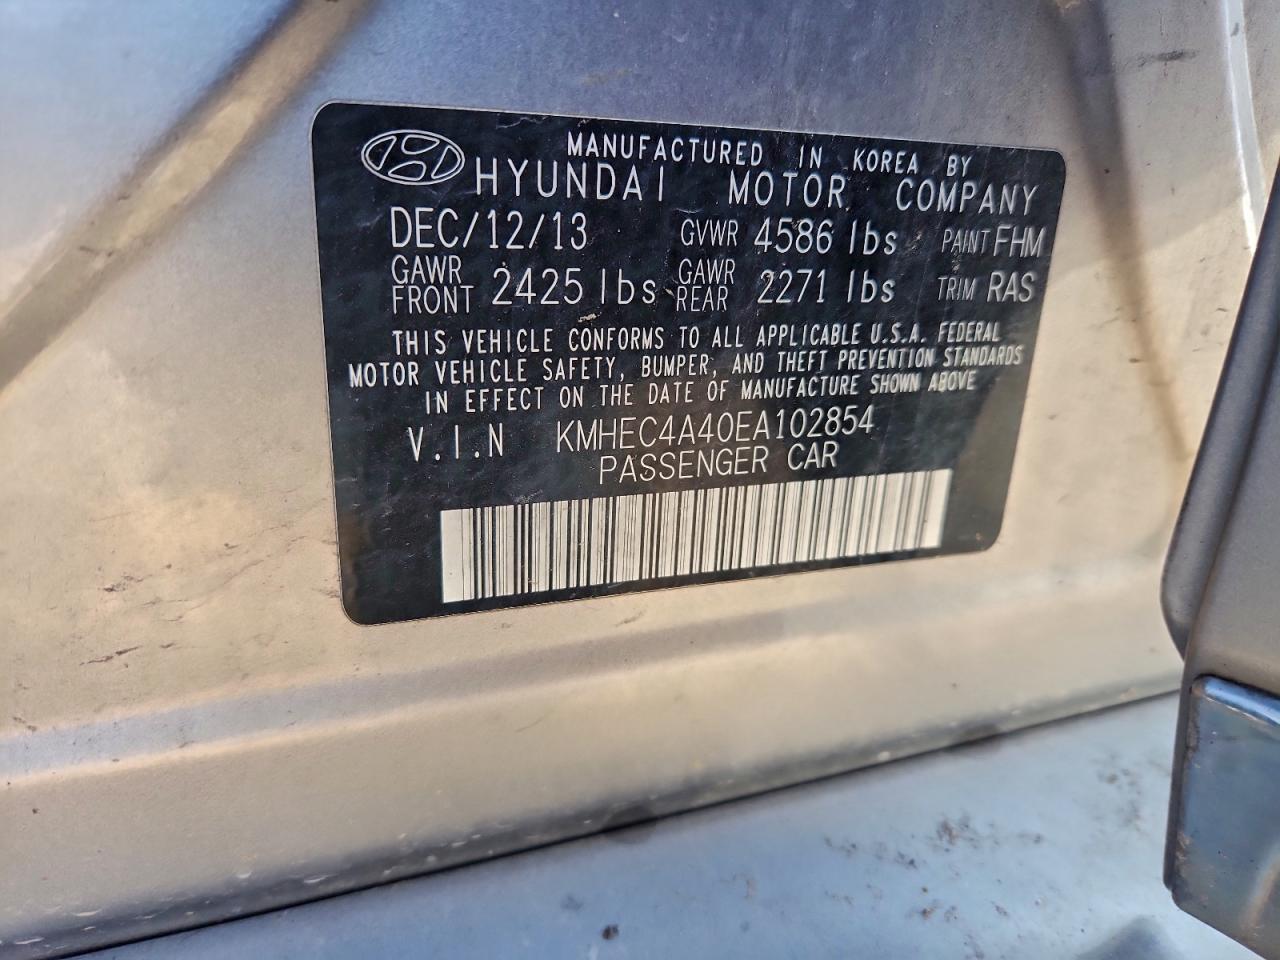 MANUFACTURED IN KOREA BY
HYUNDAI MOTOR COMPANY
DEC/12/13 GVWR 4586 lbs PAINT FHM
GAWR FRONT 2425 lbs GAWR REAR 2271 lbs TRIM RAS
THIS VEHICLE CONFORMS TO ALL APPLICABLE U.S.A. FEDERAL
MOTOR VEHICLE SAFETY, BUMPER, AND THEFT PREVENTION STANDARDS
IN EFFECT ON THE DATE OF MANUFACTURE SHOWN ABOVE
V.I.N KMHEC4A40EA102854
PASSENGER CAR